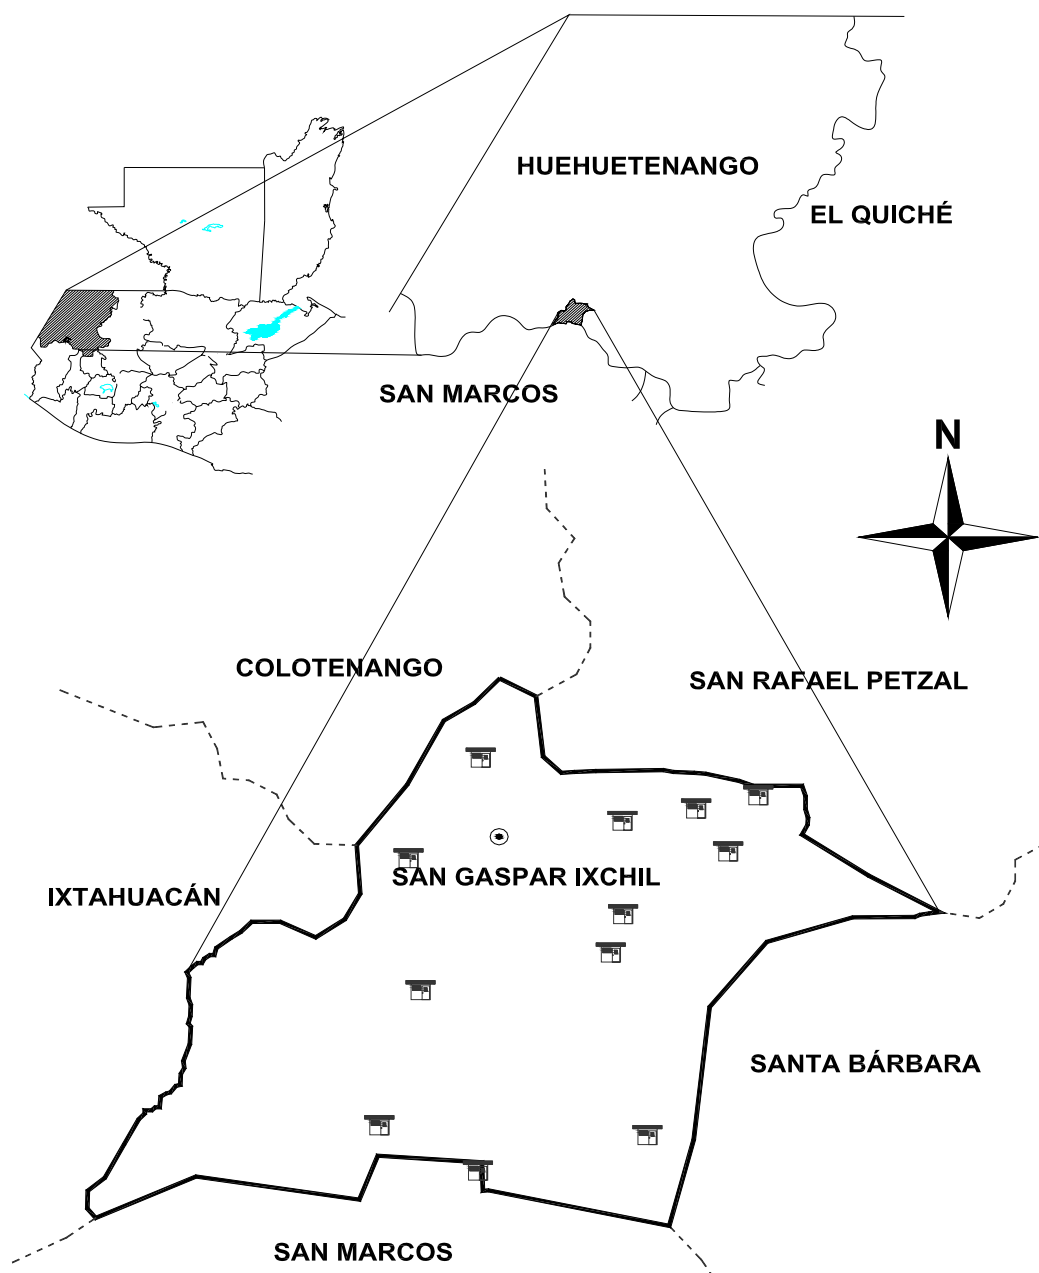 HUEHUETENANGO
EL QUICHÉ
SAN MARCOS
N
COLOTENANGO
SAN RAFAEL PETZAL
SAN GASPAR IXCHIL
IXTAHUACÁN
SANTA BÁRBARA
SAN MARCOS